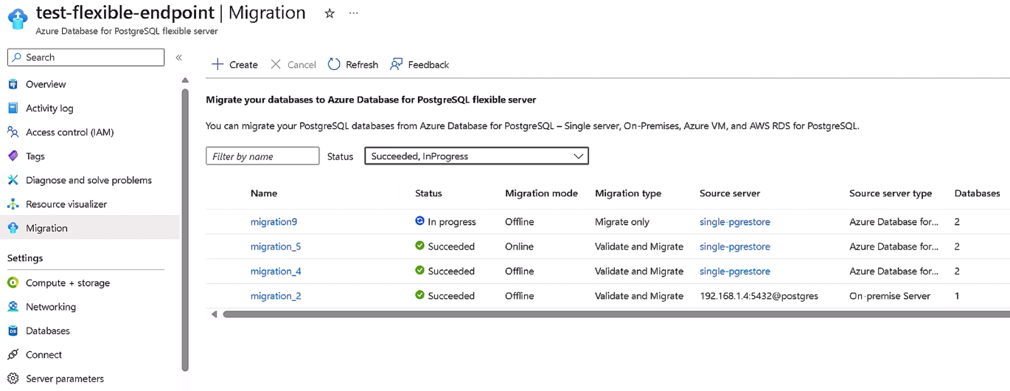 test-flexible-endpoint | Migration ☆ ...
Azure Database for PostgreSQL flexible server
Search
Overview
Activity log
Access control (IAM)
Tags
Diagnose and solve problems
Resource visualizer
Migration
Settings
Compute + storage
Networking
Databases
Connect
Server parameters
Create Cancel Refresh Feedback
Migrate your databases to Azure Database for PostgreSQL flexible server
You can migrate your PostgreSQL databases from Azure Database for PostgreSQL – Single server, On-Premises, Azure VM, and AWS RDS for PostgreSQL.
Filter by name Status Succeeded, InProgress
Name Status Migration mode Migration type Source server Source server type Databases
migration9 In progress Offline Migrate only single-pgrestore Azure Database for... 2
migration_5 Succeeded Online Validate and Migrate single-pgrestore Azure Database for... 2
migration_4 Succeeded Offline Validate and Migrate single-pgrestore Azure Database for... 2
migration_2 Succeeded Offline Validate and Migrate 192.168.1.4:5432@postgres On-premise Server 1